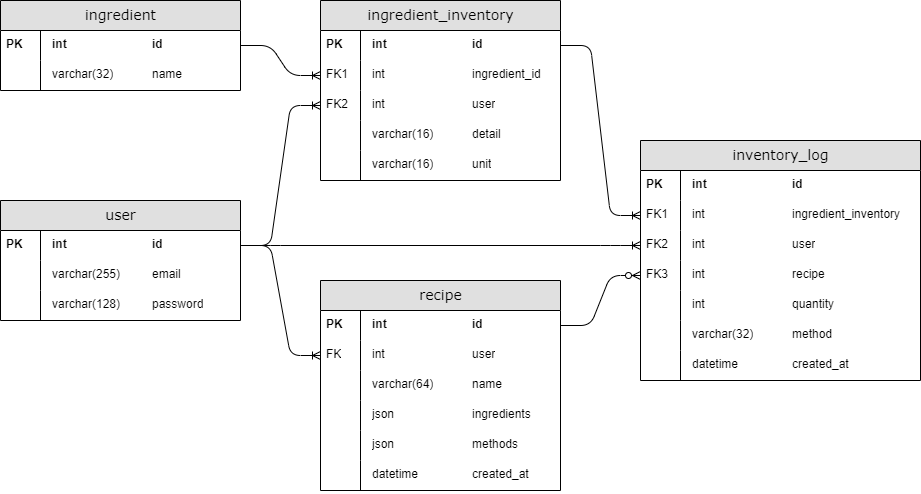 ingredient
PK int id
varchar(32) name
ingredient_inventory
PK int id
FK1 int ingredient_id
FK2 int user
varchar(16) detail
varchar(16) unit
user
PK int id
varchar(255) email
varchar(128) password
recipe
PK int id
FK int user
varchar(64) name
json ingredients
json methods
datetime created_at
inventory_log
PK int id
FK1 int ingredient_inventory
FK2 int user
FK3 int recipe
int quantity
varchar(32) method
datetime created_at